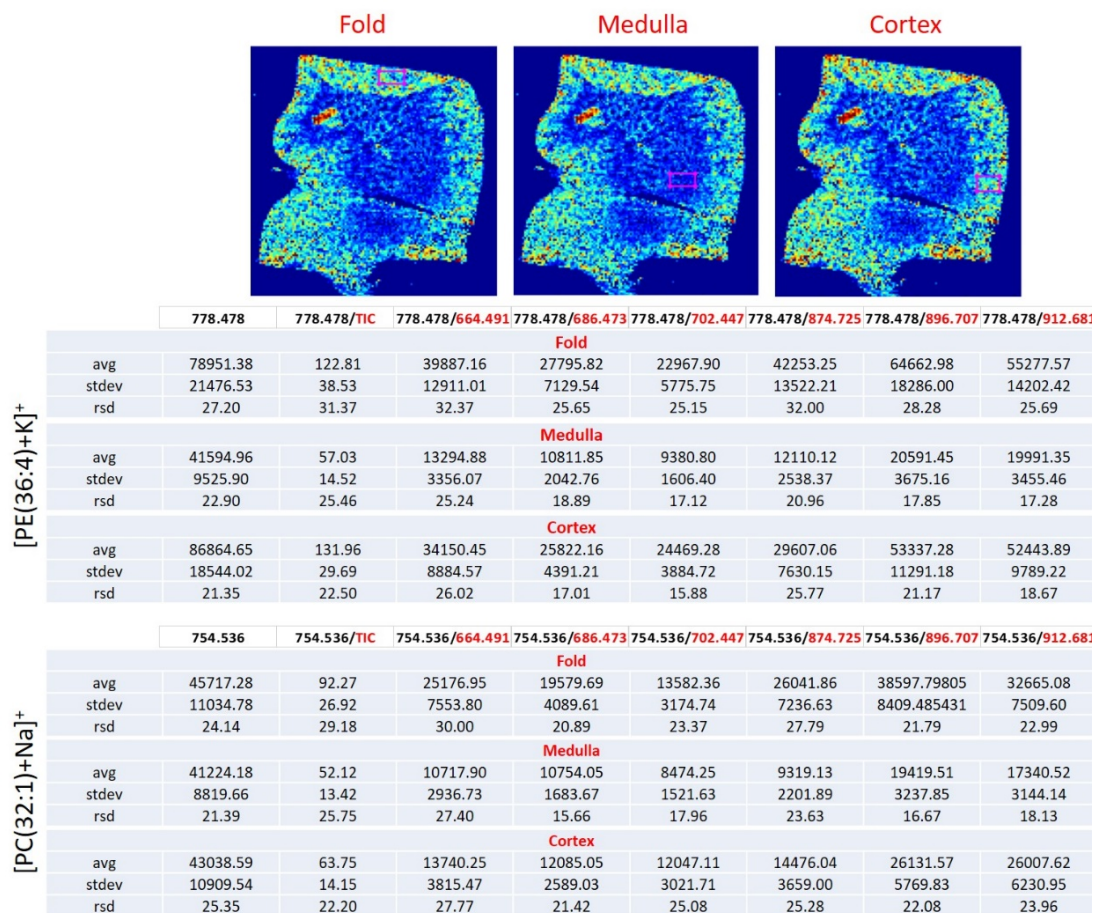 Fold Medulla Cortex
778.478 778.478/TIC 778.478/664.491 778.478/686.473 778.478/702.447 778.478/874.725 778.478/896.707 778.478/912.681
Fold
avg 78951.38 122.81 39887.16 27795.82 22967.90 42253.25 64662.98 55277.57
stdev 21476.53 38.53 12911.01 7129.54 5775.75 13522.21 18286.00 14202.42
rsd 27.20 31.37 32.37 25.65 25.15 32.00 28.28 25.69
Medulla
avg 41594.96 57.03 13294.88 10811.85 9380.80 12110.12 20591.45 19991.35
stdev 9525.90 14.52 3356.07 2042.76 1606.40 2538.37 3675.16 3455.46
rsd 22.90 25.46 25.24 18.89 17.12 20.96 17.85 17.28
Cortex
avg 86864.65 131.96 34150.45 25822.16 24469.28 29607.06 53337.28 52443.89
stdev 18544.02 29.69 8884.57 4391.21 3884.72 7630.15 11291.18 9789.22
rsd 21.35 22.50 26.02 17.01 15.88 25.77 21.17 18.67
[PE(36:4)+K]+
754.536 754.536/TIC 754.536/664.491 754.536/686.473 754.536/702.447 754.536/874.725 754.536/896.707 754.536/912.681
Fold
avg 45717.28 92.27 25176.95 19579.69 13582.36 26041.86 38597.79805 32665.08
stdev 11034.78 26.92 7553.80 4089.61 3174.74 7236.63 8409.485431 7509.60
rsd 24.14 29.18 30.00 20.89 23.37 27.79 21.79 22.99
Medulla
avg 41224.18 52.12 10717.90 10754.05 8474.25 9319.13 19419.51 17340.52
stdev 8819.66 13.42 2936.73 1683.67 1521.63 2201.89 3237.85 3144.14
rsd 21.39 25.75 27.40 15.66 17.96 23.63 16.67 18.13
Cortex
avg 43038.59 63.75 13740.25 12085.05 12047.11 14476.04 26131.57 26007.62
stdev 10909.54 14.15 3815.47 2589.03 3021.71 3659.00 5769.83 6230.95
rsd 25.35 22.20 27.77 21.42 25.08 25.28 22.08 23.96
[PC(32:1)+Na]+